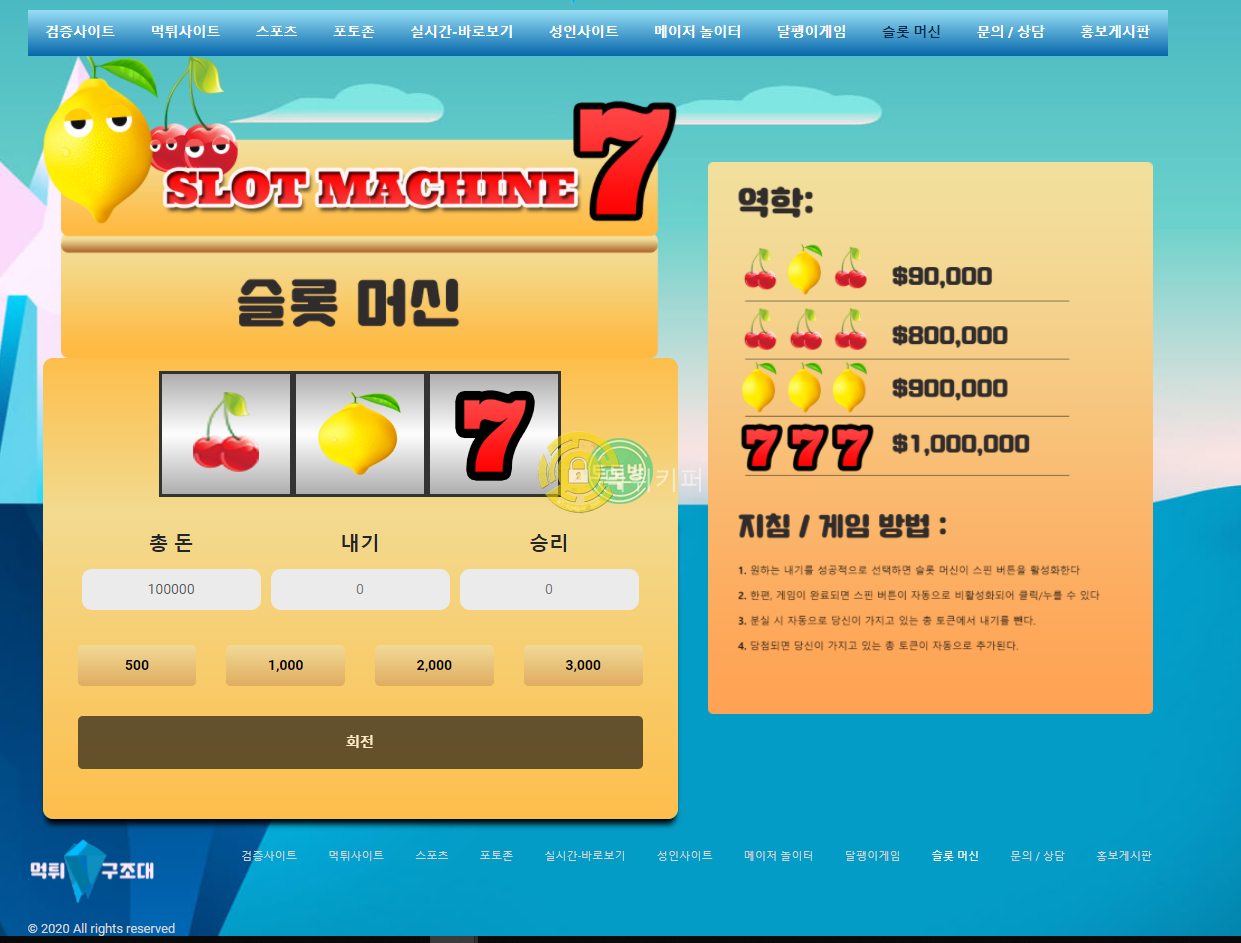 검증사이트 먹튀사이트 스포츠 포토존 실시간-바로보기 성인사이트 메이저 놀이터 달팽이게임 슬롯 머신 문의 / 상담 홍보게시판
SLOT MACHINE 7
슬롯 머신
7
총 돈 내기 승리
100000 0 0
500 1,000 2,000 3,000
회전
역학:
$90,000
$800,000
$900,000
777 $1,000,000
지침 / 게임 방법 :
1. 원하는 내기를 성공적으로 선택하면 슬롯 머신이 스핀 버튼을 활성화한다
2. 한편, 게임이 완료되면 스핀 버튼이 자동으로 비활성화되어 클릭/누를 수 있다
3. 분실 시 자동으로 당신이 가지고 있는 총 토큰에서 내기를 뺀다.
4. 당첨되면 당신이 가지고 있는 총 토큰이 자동으로 추가된다.
키퍼
먹튀 구조대
검증사이트 먹튀사이트 스포츠 포토존 실시간-바로보기 성인사이트 메이저 놀이터 달팽이게임 슬롯 머신 문의 / 상담 홍보게시판
© 2020 All rights reserved